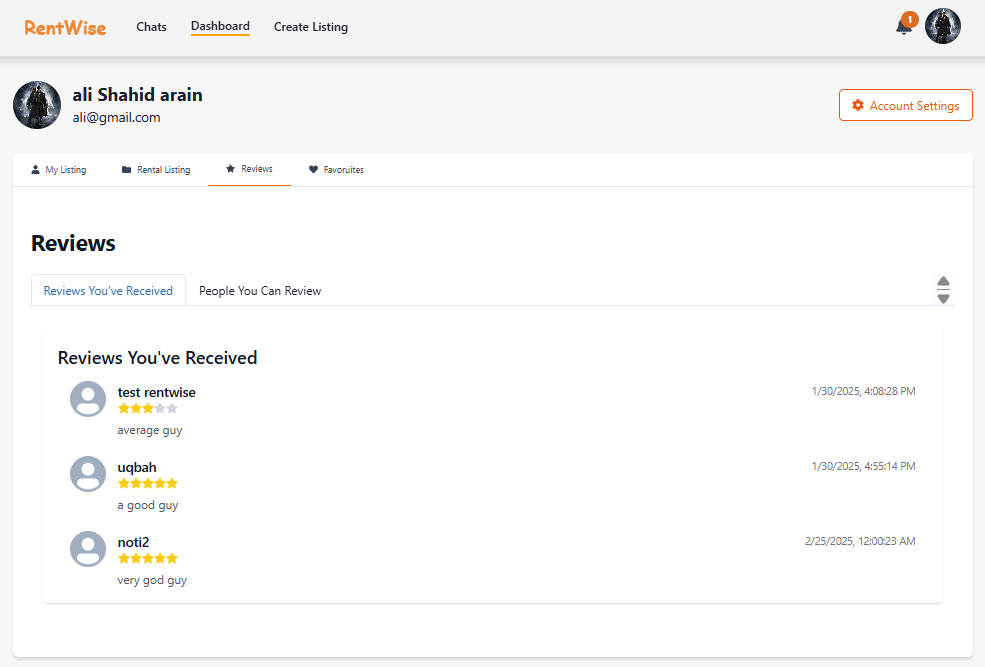 RentWise Chats Dashboard Create Listing 1
ali Shahid arain
ali@gmail.com
Account Settings
My Listing Rental Listing Reviews Favoruites
Reviews
Reviews You've Received People You Can Review
Reviews You've Received
test rentwise 1/30/2025, 4:08:28 PM
average guy
uqbah 1/30/2025, 4:55:14 PM
a good guy
noti2 2/25/2025, 12:00:23 AM
very god guy